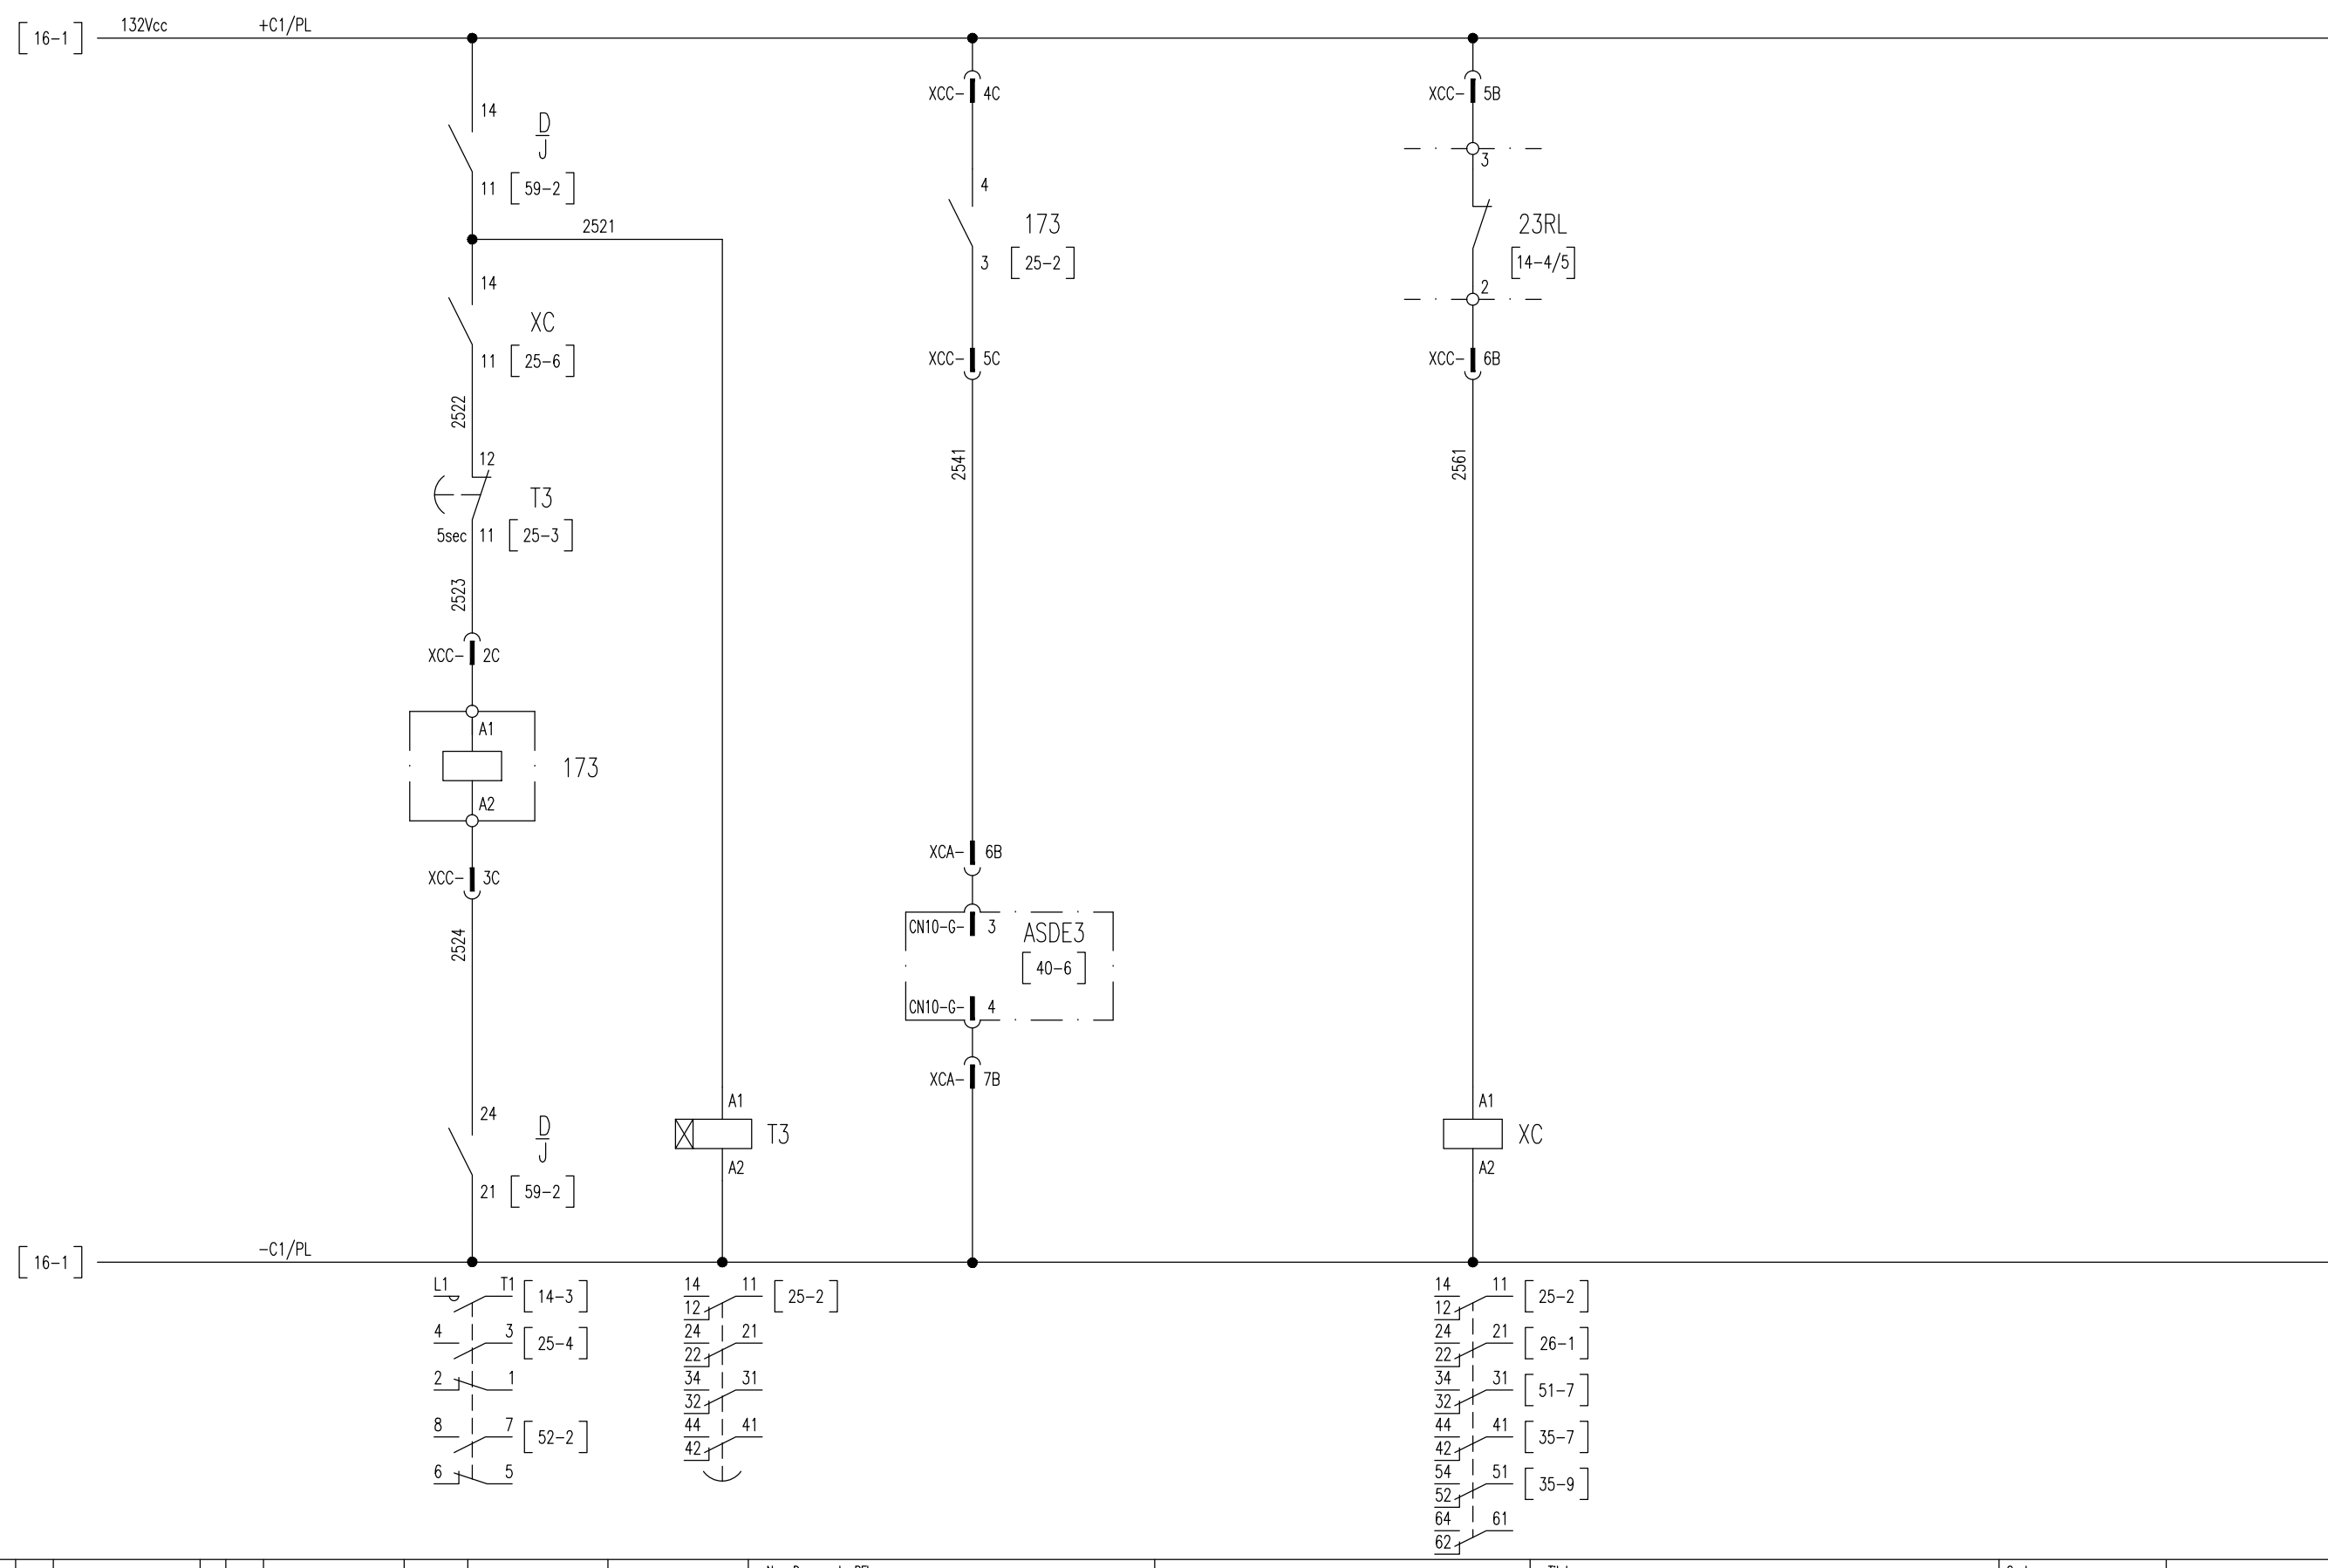 [ 16-1 ] 132Vcc +C1/PL
14
D
J
11 [ 59-2 ]
2521
14
XC
11 [ 25-6 ]
2522
12
T3
5sec 11 [ 25-3 ]
2523
XCC- 2C
A1
173
A2
XCC- 3C
2524
24
D
J
21 [ 59-2 ]
A1
T3
A2
XCC- 4C
4
173
3 [ 25-2 ]
XCC- 5C
2541
XCA- 6B
CN10-G- 3
ASDE3
[ 40-6 ]
CN10-G- 4
XCA- 7B
XCC- 5B
3
23RL
[14-4/5]
2
XCC- 6B
2561
A1
XC
A2
[ 16-1 ] -C1/PL
L1 T1 [ 14-3 ]
4 3 [ 25-4 ]
2 1
8 7 [ 52-2 ]
6 5
14 11 [ 25-2 ]
12
24 21
22
34 31
32
44 41
42
14 11 [ 25-2 ]
12
24 21 [ 26-1 ]
22
34 31 [ 51-7 ]
32
44 41 [ 35-7 ]
42
54 51 [ 35-9 ]
52
64 61
62